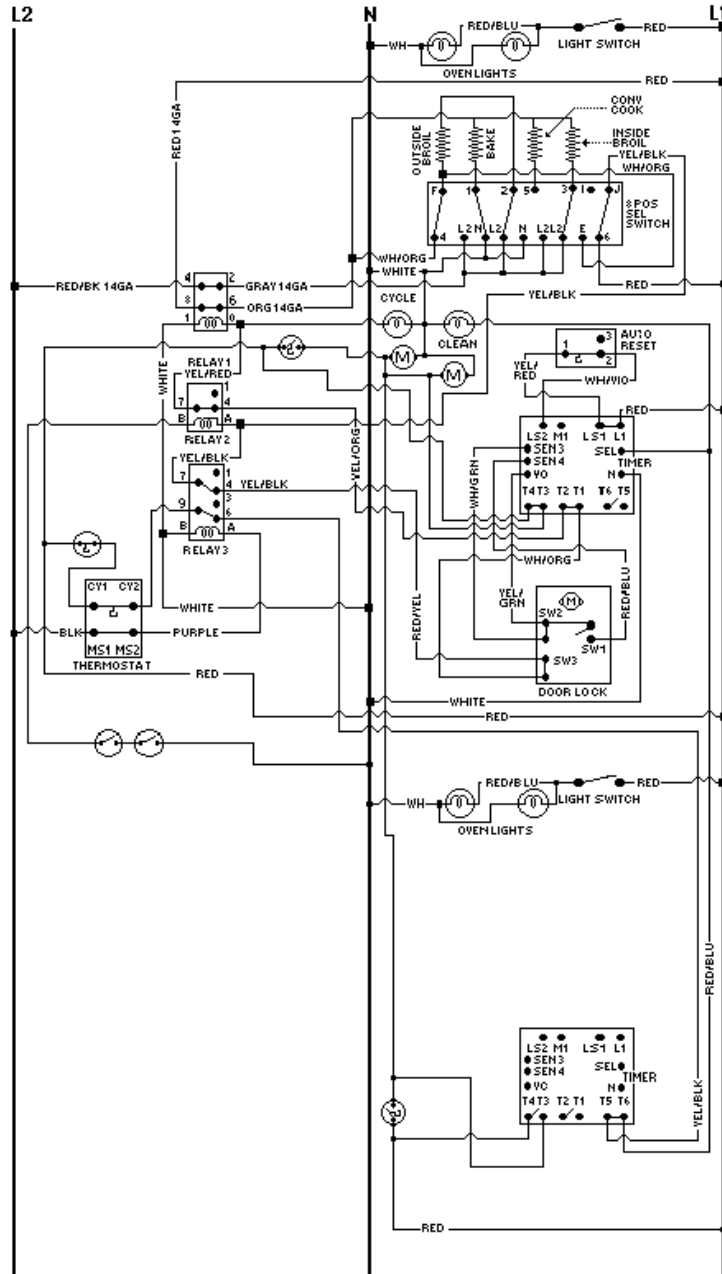 L2 N L1
RED/BLU RED
WH LIGHT SWITCH
OVEN LIGHTS
RED
RED 14GA
CONV COOK
OUTSIDE BROIL
BAKE
INSIDE BROIL
YEL/BLK
WH/ORG
F 1 2 5 3 I J
8 POS SEL SWITCH
4 L2 N L2 N L2 L2 E 6
WH/ORG
WHITE
RED
4 2
RED/BK 14GA GRAY 14GA
8 6
ORG 14GA
1 0
YEL/BLK
CYCLE
CLEAN
M
M
3 AUTO RESET
1 2
YEL/RED
WH/VIO
WHITE
RELAY1
YEL/RED
1
7 4
B A
RELAY2
YEL/ORG
RED
LS2 M1 LS1 L1
SEN3 SEL
SEN4 TIMER
VO N
T4 T3 T2 T1 T6 T5
WH/GRN
YEL/BLK
1
7 4
YEL/BLK
3
9 6
B A
RELAY3
WH/ORG
YEL/GRN
RED/BLU
CY1 CY2
WHITE
RED/YEL
M
SW2
SW1
SW3
DOOR LOCK
BLK PURPLE
MS1 MS2
THERMOSTAT
RED
WHITE
RED
RED/BLU RED
WH LIGHT SWITCH
OVEN LIGHTS
RED/BLU
LS2 M1 LS1 L1
SEN3 SEL
SEN4 TIMER
VO N
T4 T3 T2 T1 T5 T6
YEL/BLK
RED